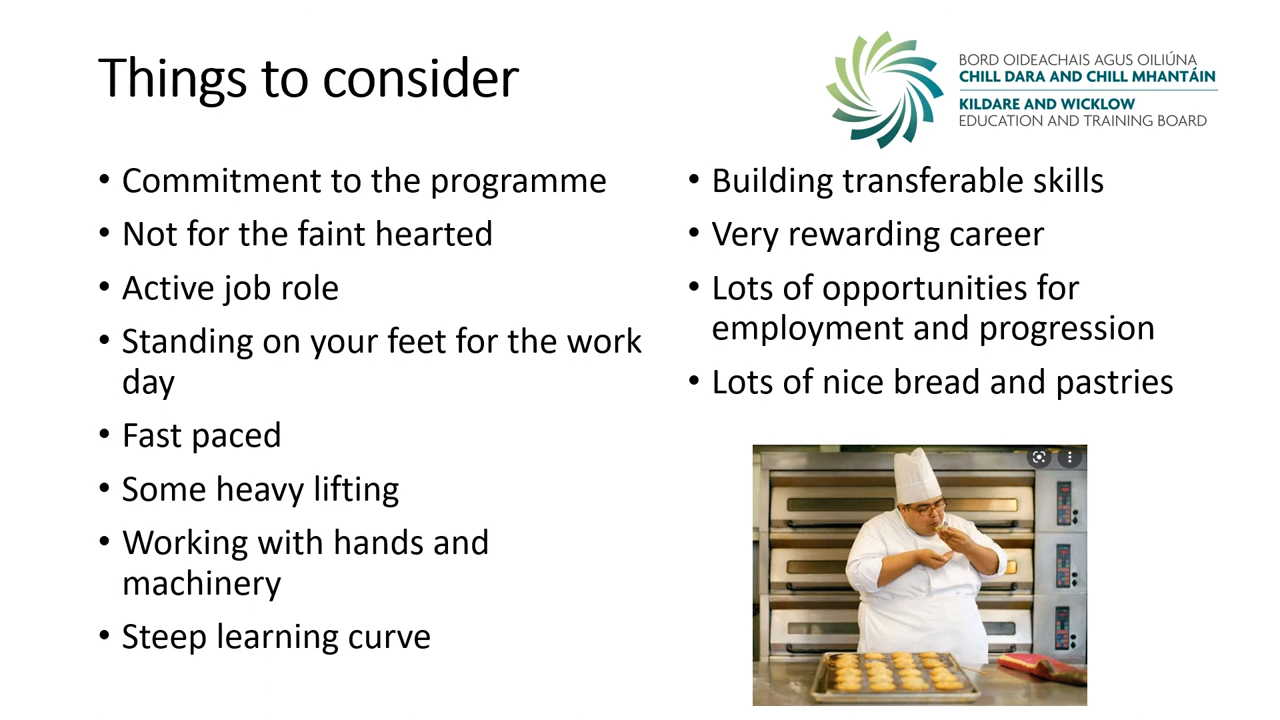 Things to consider
BORD OIDEACHAIS AGUS OILIÚNA
CHILL DARA AND CHILL MHANTÁIN
KILDARE AND WICKLOW
EDUCATION AND TRAINING BOARD
• Commitment to the programme
• Not for the faint hearted
• Active job role
• Standing on your feet for the work
day
• Fast paced
• Some heavy lifting
• Working with hands and
machinery
• Steep learning curve
• Building transferable skills
• Very rewarding career
• Lots of opportunities for
employment and progression
• Lots of nice bread and pastries